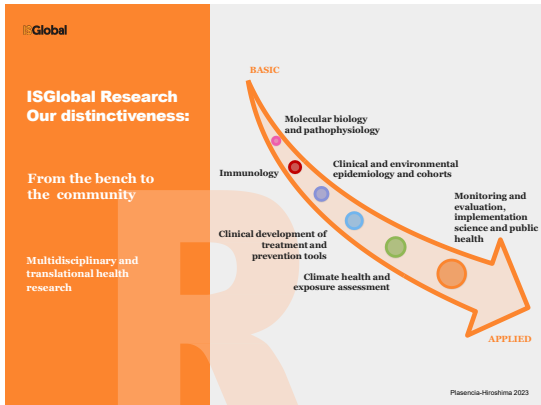 ISGlobal
ISGlobal Research
Our distinctiveness:
From the bench to
the community
Multidisciplinary and
translational health
research
R
BASIC
Molecular biology
and pathophysiology
Immunology
Clinical and environmental
epidemiology and cohorts
Clinical development of
treatment and
prevention tools
Climate health and
exposure assessment
Monitoring and
evaluation,
implementation
science and public
health
APPLIED
Plasencia-Hiroshima 2023